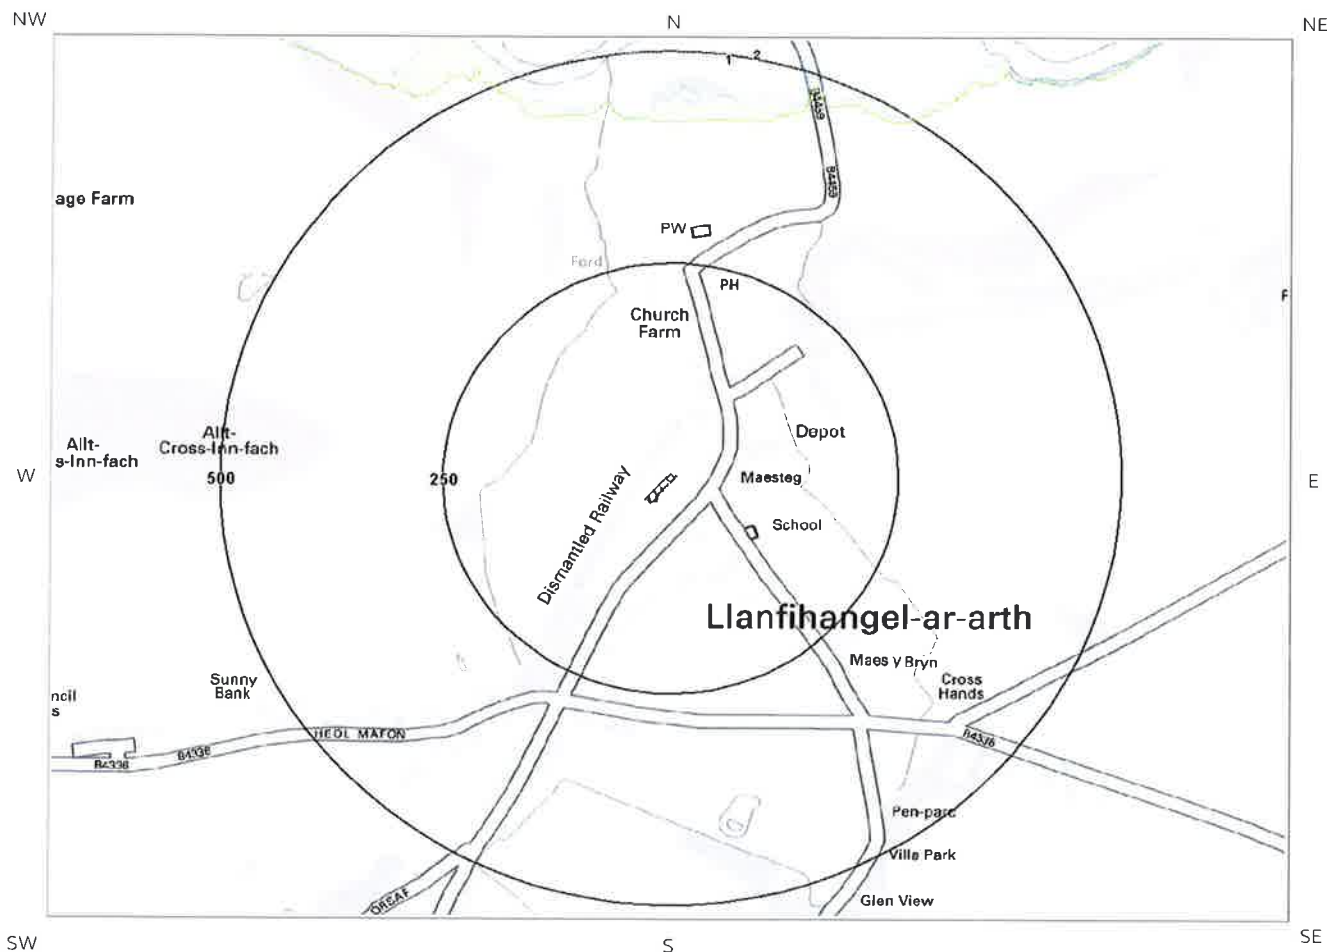 NW
N
NE
1
2
B4459
B4459
age Farm
PW
Ford
PH
Church
Farm
Allt-
s-Inn-fach
Allt-
Cross-Inn-fach
Depot
W
500
250
Maesteg
E
Dismantled Railway
School
Llanfihangel-ar-arth
Maes y Bryn
Sunny
Bank
Cross
Hands
ncil
s
HEOL MAFON
B4336
B4336
B4336
Pen-parc
Villa Park
Glen View
SW
S
SE